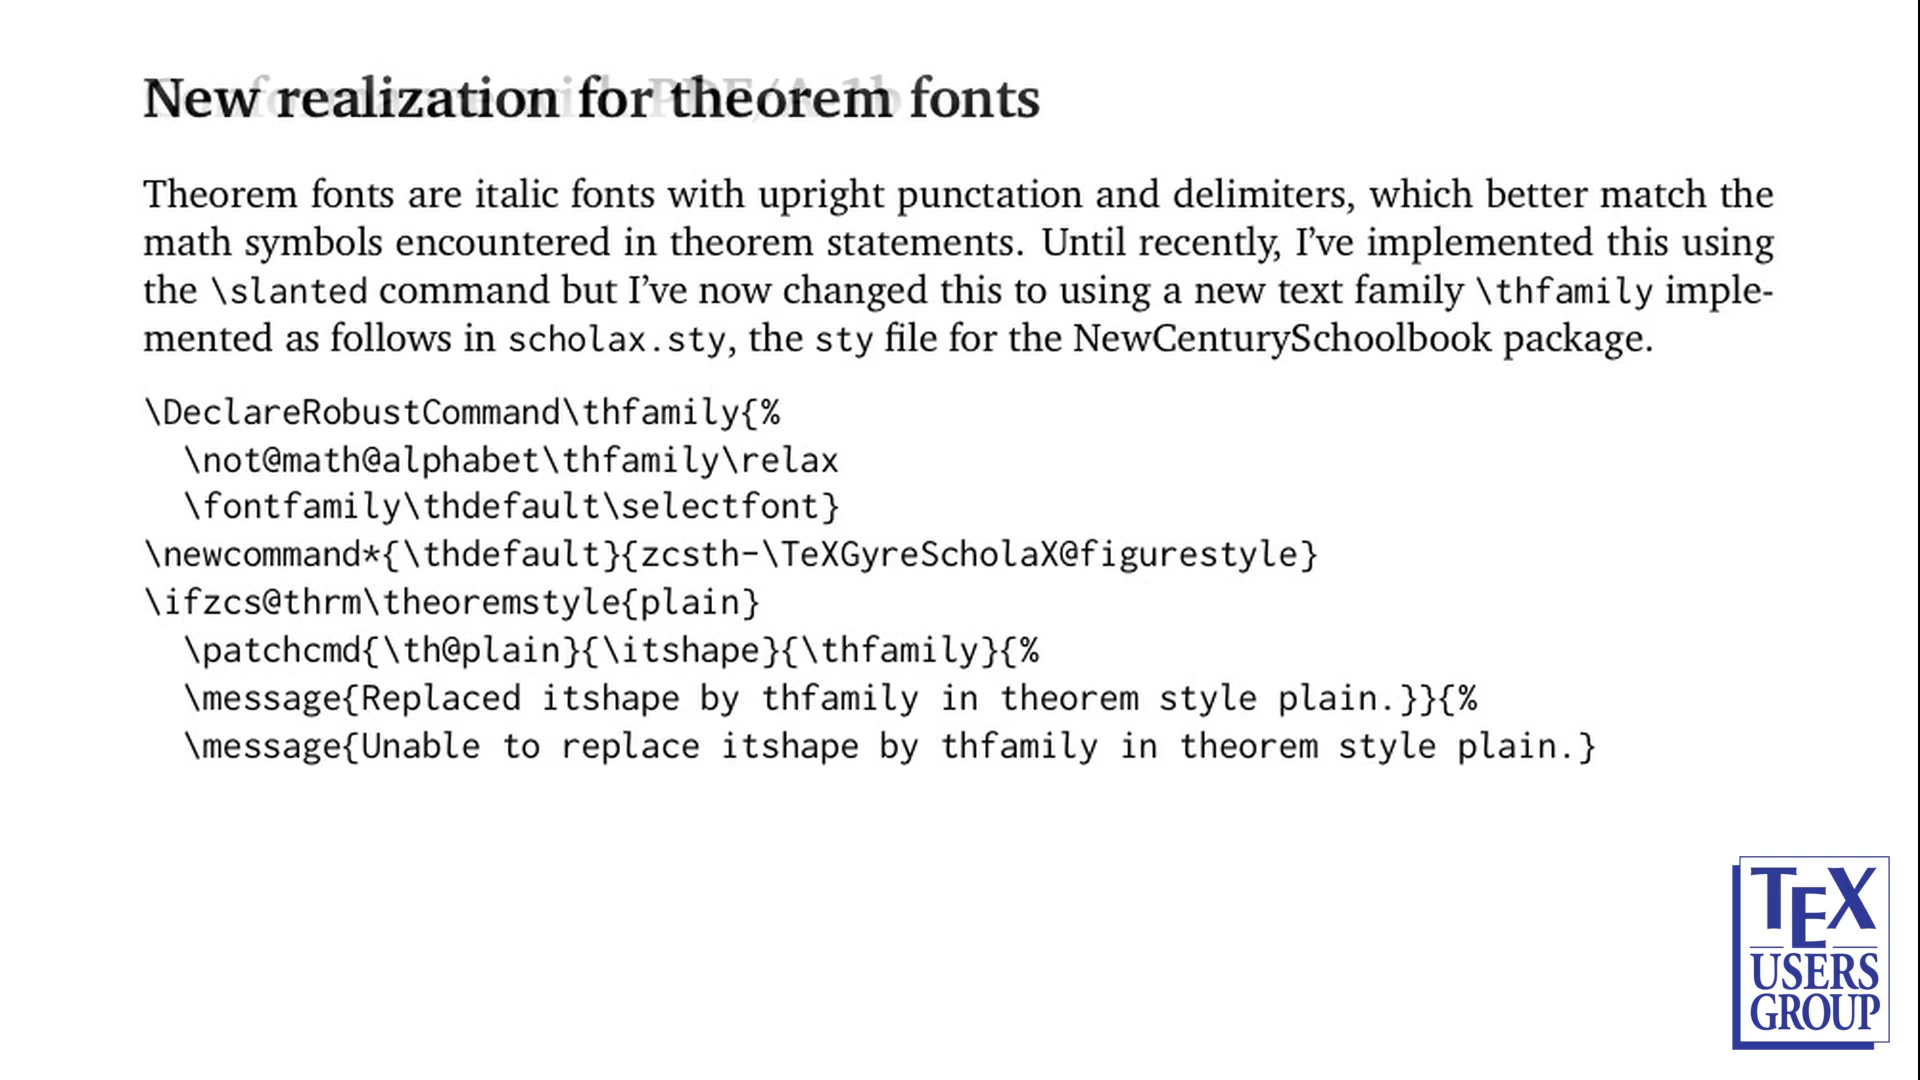 New realization for theorem fonts
Theorem fonts are italic fonts with upright punctation and delimiters, which better match the
math symbols encountered in theorem statements. Until recently, I’ve implemented this using
the \slanted command but I’ve now changed this to using a new text family \thfamily imple-
mented as follows in scholax.sty, the sty file for the NewCenturySchoolbook package.
\DeclareRobustCommand\thfamily{%
  \not@math@alphabet\thfamily\relax
  \fontfamily\thdefault\selectfont}
\newcommand*{\thdefault}{zcsth-\TeXGyreScholaX@figurestyle}
\ifzcs@thrm\theoremstyle{plain}
  \patchcmd{\th@plain}{\itshape}{\thfamily}{%
  \message{Replaced itshape by thfamily in theorem style plain.}}{%
  \message{Unable to replace itshape by thfamily in theorem style plain.}
TEX
USERS
GROUP